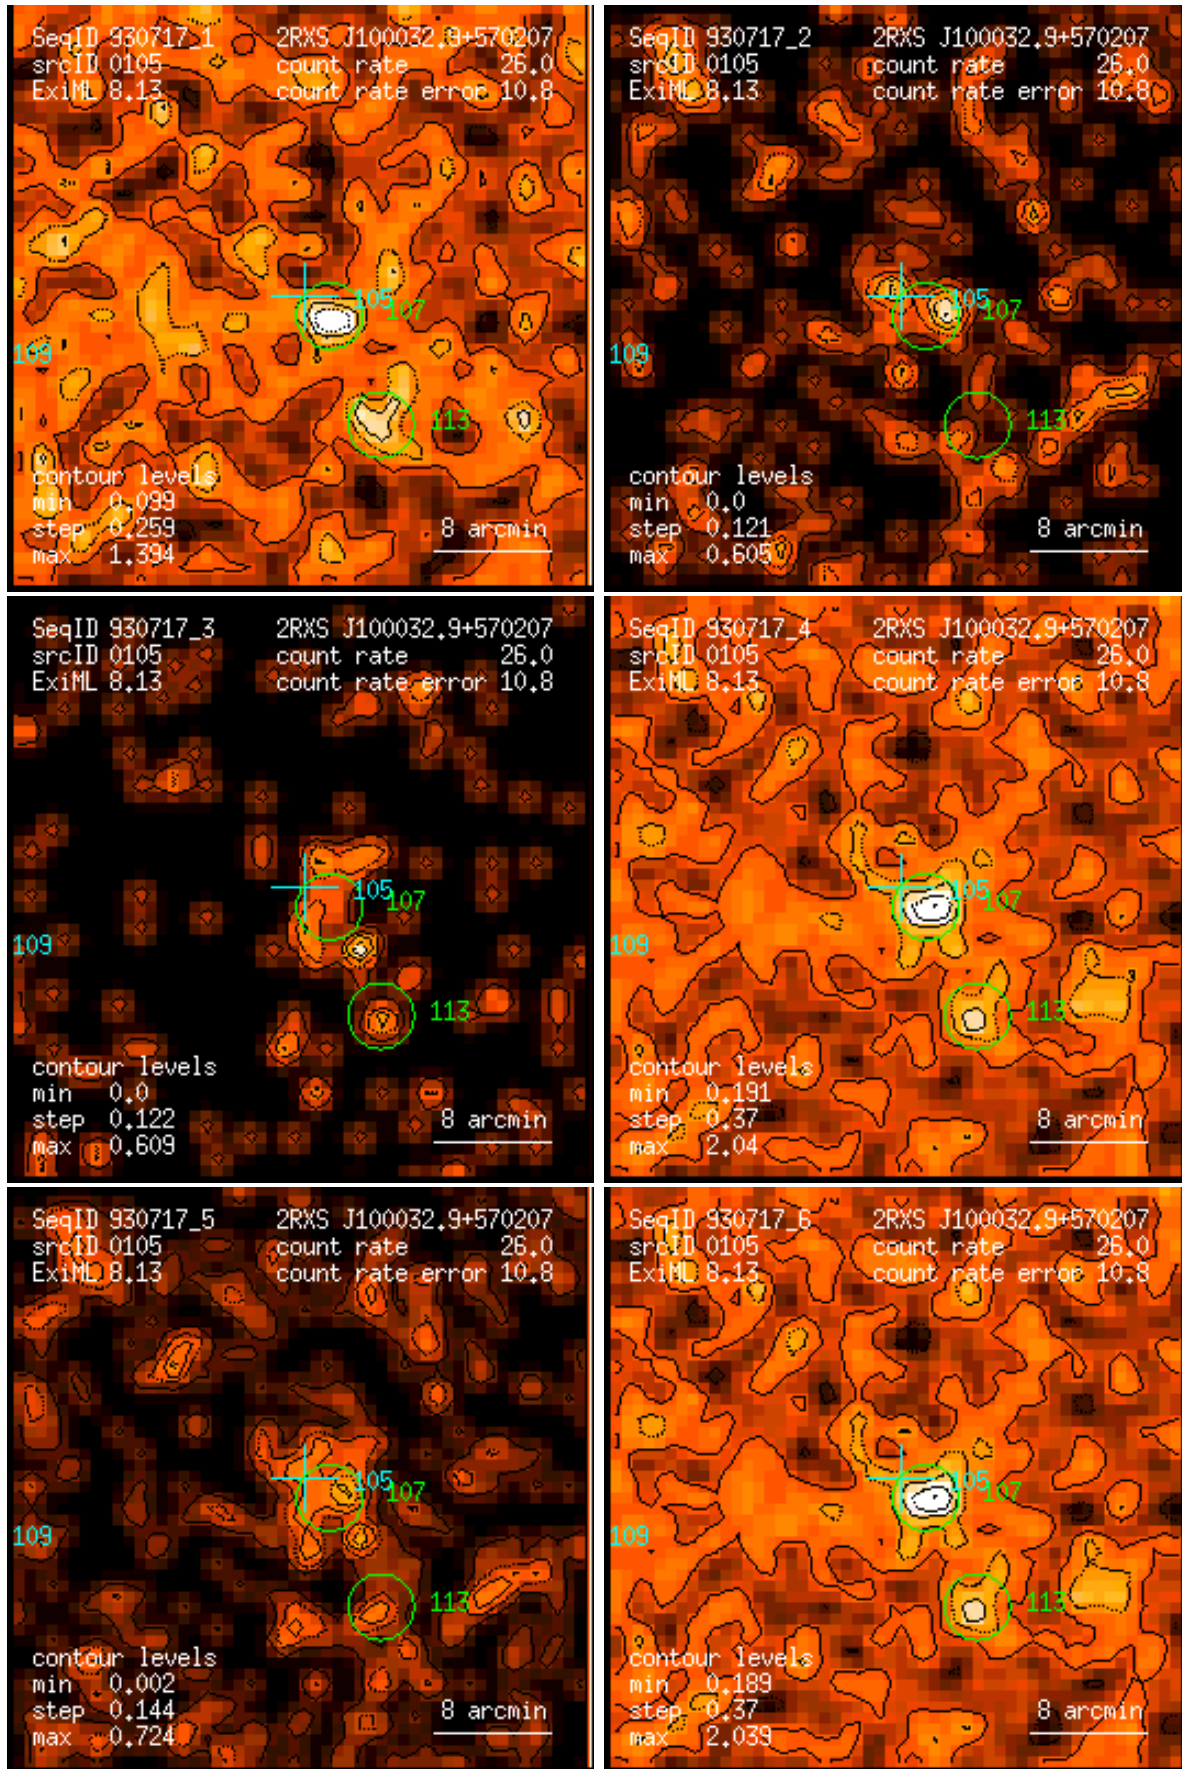 SeqID 930717_1 2RXS J100032.9+570207
srcID 0105 count rate 26.0
ExiML 8.13 count rate error 10.8
105
107
109
113
contour levels
min 0.099
step 0.259 8 arcmin
max 1.394
SeqID 930717_2 2RXS J100032.9+570207
srcID 0105 count rate 26.0
ExiML 8.13 count rate error 10.8
105
107
109
113
contour levels
min 0.0
step 0.121 8 arcmin
max 0.605
SeqID 930717_3 2RXS J100032.9+570207
srcID 0105 count rate 26.0
ExiML 8.13 count rate error 10.8
105
107
109
113
contour levels
min 0.0
step 0.122 8 arcmin
max 0.609
SeqID 930717_4 2RXS J100032.9+570207
srcID 0105 count rate 26.0
ExiML 8.13 count rate error 10.8
105
107
109
113
contour levels
min 0.191
step 0.37 8 arcmin
max 2.04
SeqID 930717_5 2RXS J100032.9+570207
srcID 0105 count rate 26.0
ExiML 8.13 count rate error 10.8
105
107
109
113
contour levels
min 0.002
step 0.144 8 arcmin
max 0.724
SeqID 930717_6 2RXS J100032.9+570207
srcID 0105 count rate 26.0
ExiML 8.13 count rate error 10.8
105
107
109
113
contour levels
min 0.189
step 0.37 8 arcmin
max 2.039